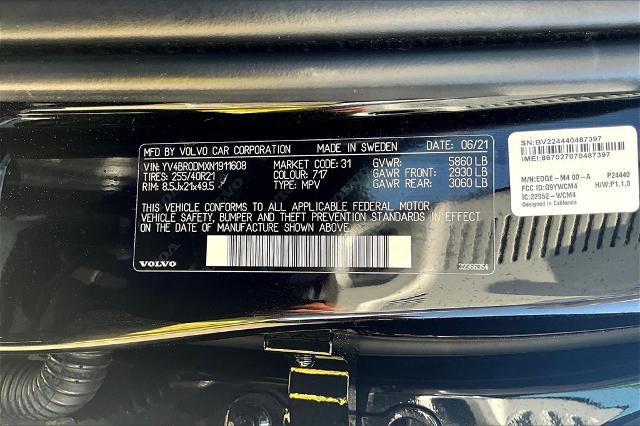 MFD. BY VOLVO CAR CORPORATION MADE IN SWEDEN DATE: 06/21
VIN: YV4BR0DMXN1911608 MARKET CODE: 31 GVWR: 5860 LB
TIRES: 255/40R21 COLOUR: 717 GAWR FRONT: 2930 LB
RIM: 8.5Jx21x49.5 TYPE: MPV GAWR REAR: 3060 LB
THIS VEHICLE CONFORMS TO ALL APPLICABLE FEDERAL MOTOR
VEHICLE SAFETY, BUMPER AND THEFT PREVENTION STANDARDS IN EFFECT
ON THE DATE OF MANUFACTURE SHOWN ABOVE.
VOLVO 32366354
SN:BV224440487397
IMEI:867027070487397
M/N:EDGE-M4 00-A P24440
FCC ID:O9YWCM4 H/W:P1.1.0
IC:22952-WCM4
Designed in California